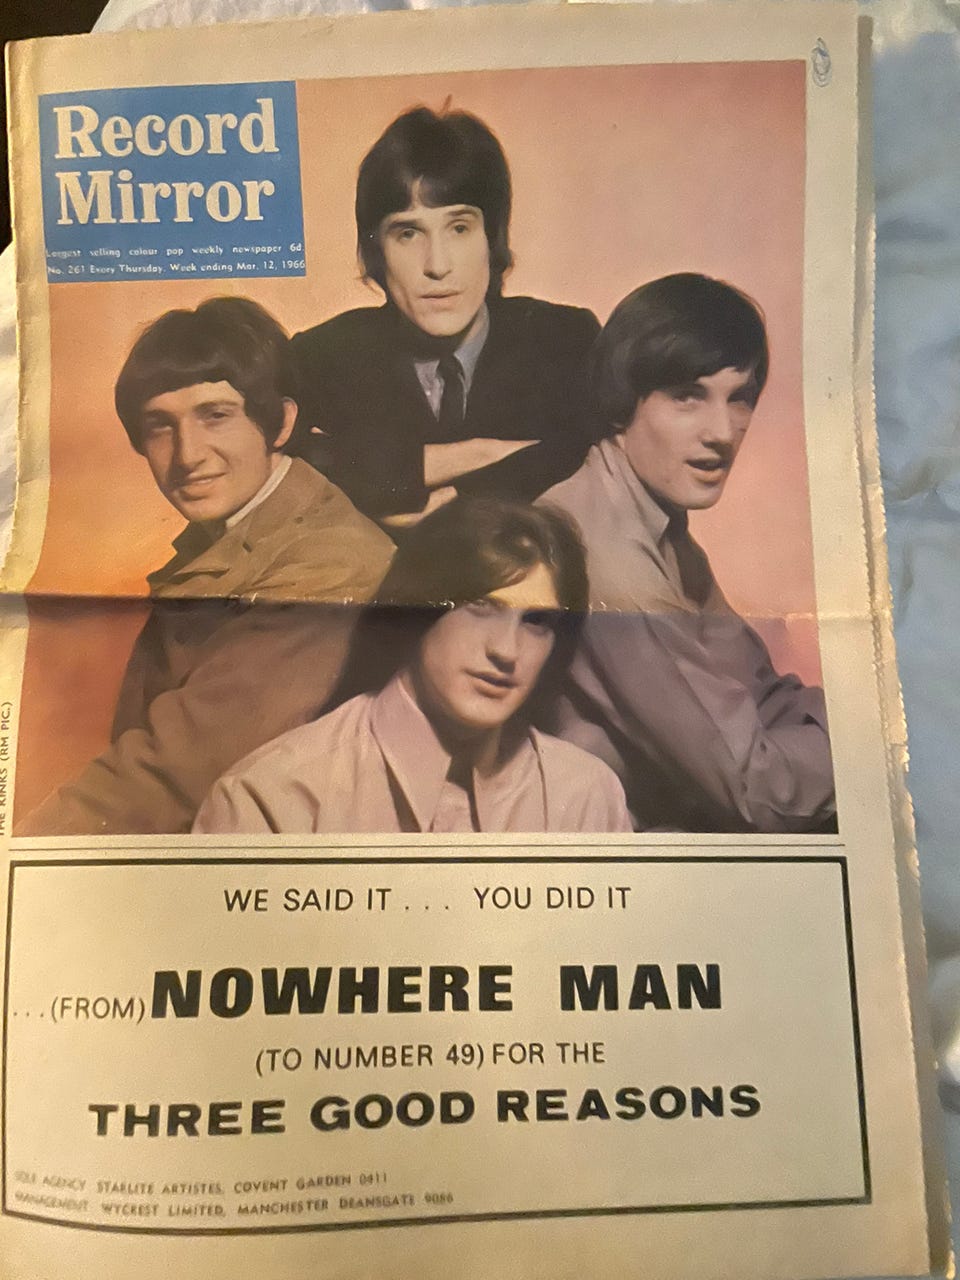 Record
Mirror
Largest selling colour pop weekly newspaper 6d.
No. 261 Every Thursday. Week ending Mar. 12, 1966
THE KINKS (RM PIC.)
WE SAID IT . . . YOU DID IT
. . . (FROM) NOWHERE MAN
(TO NUMBER 49) FOR THE
THREE GOOD REASONS
SOLE AGENCY STARLITE ARTISTES, COVENT GARDEN 0411
MANAGEMENT WYCREST LIMITED, MANCHESTER DEANSGATE 9086